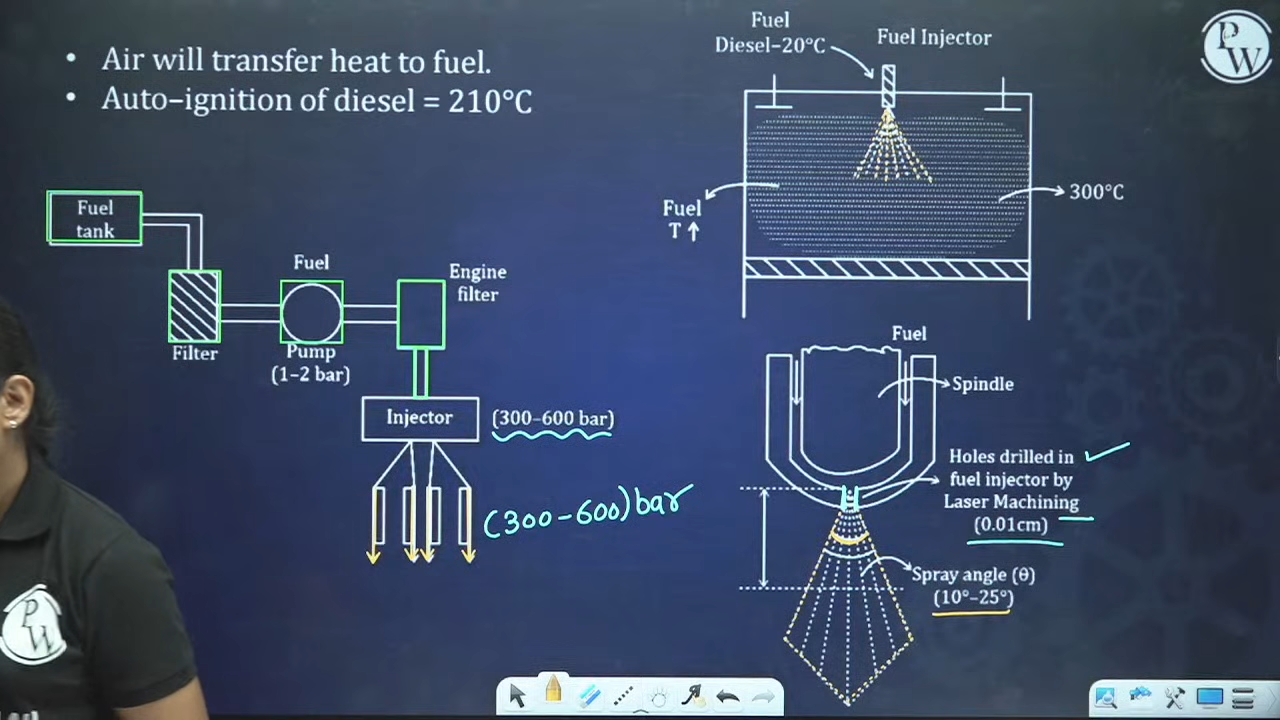 • Air will transfer heat to fuel.
• Auto–ignition of diesel = 210°C
Fuel
tank
Filter
Fuel
Pump
(1–2 bar)
Engine
filter
Injector
(300–600 bar)
(300–600) bar
Fuel
Diesel–20°C
Fuel Injector
Fuel
T ↑
300°C
Fuel
Spindle
Holes drilled in
fuel injector by
Laser Machining
(0.01cm)
Spray angle (θ)
(10°–25°)
P
W
P
W